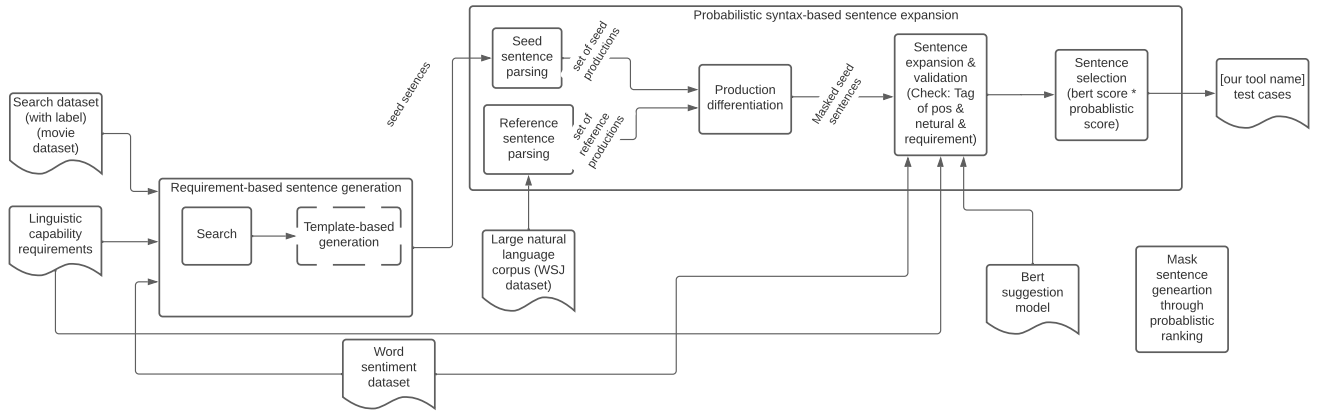 Probabilistic syntax-based sentence expansion
Seed
sentence
parsing
set of seed
productions
seed setences
Sentence
expansion &
validation
(Check: Tag
of pos &
netural &
requirement)
Sentence
selection
(bert score *
probablistic
score)
[our tool name]
test cases
Production
differentiation
Masked seed
sentences
Search dataset
(with label)
(movie
dataset)
Reference
sentence
parsing
set of
reference
productions
Requirement-based sentence generation
Linguistic
capability
requirements
Search
Template-based
generation
Large natural
language
corpus (WSJ
dataset)
Bert
suggestion
model
Mask
sentence
geneartion
through
probablistic
ranking
Word
sentiment
dataset